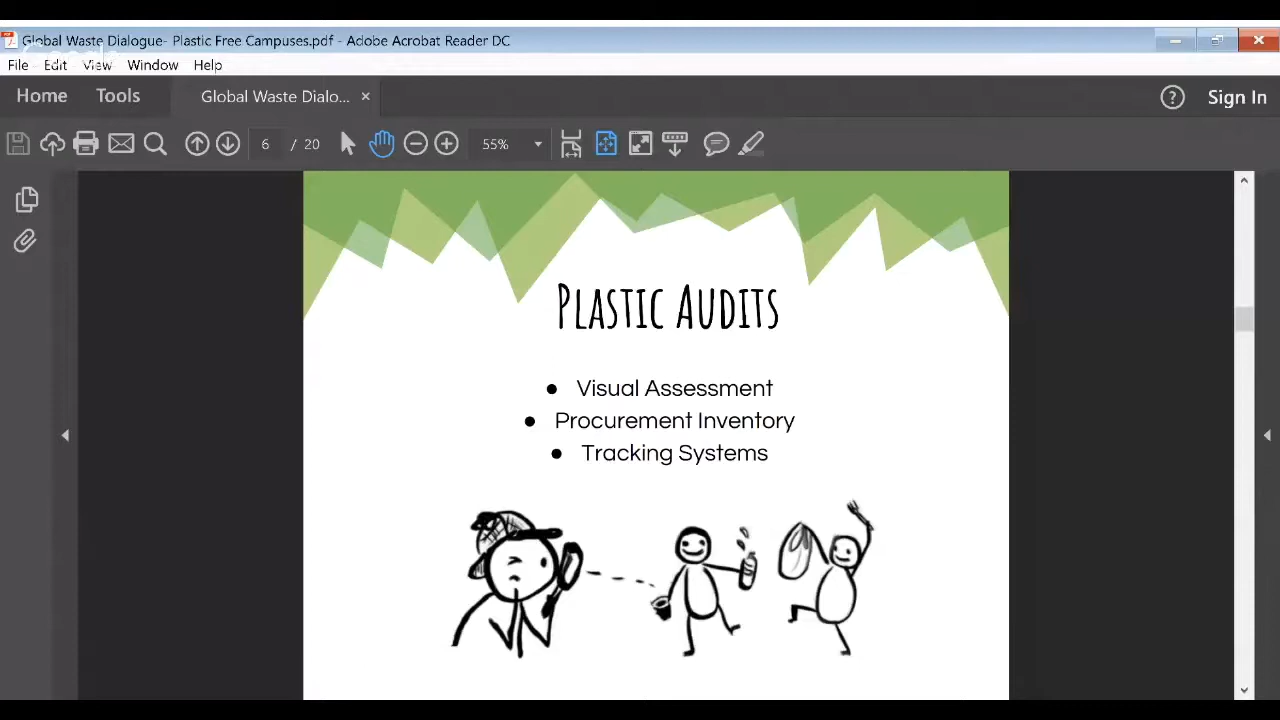 Global Waste Dialogue- Plastic Free Campuses.pdf - Adobe Acrobat Reader DC
Google
File Edit View Window Help
Home Tools Global Waste Dialo... × ? Sign In
6 / 20 55%
Plastic Audits
● Visual Assessment
● Procurement Inventory
● Tracking Systems